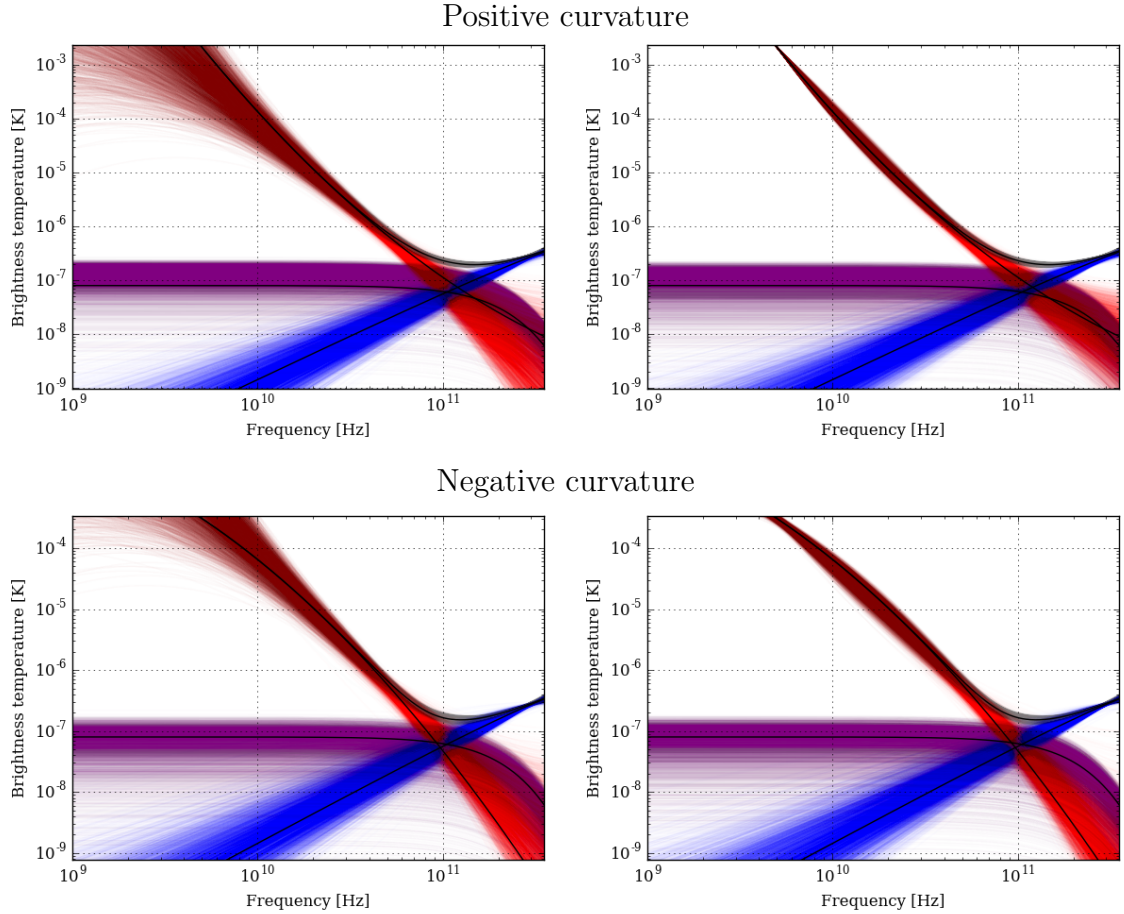 Positive curvature
10^-3
10^-4
10^-5
10^-6
10^-7
10^-8
10^-9
Brightness temperature [K]
10^9 10^10 10^11
Frequency [Hz]
10^-3
10^-4
10^-5
10^-6
10^-7
10^-8
10^-9
Brightness temperature [K]
10^9 10^10 10^11
Frequency [Hz]
Negative curvature
10^-4
10^-5
10^-6
10^-7
10^-8
10^-9
Brightness temperature [K]
10^9 10^10 10^11
Frequency [Hz]
10^-4
10^-5
10^-6
10^-7
10^-8
10^-9
Brightness temperature [K]
10^9 10^10 10^11
Frequency [Hz]